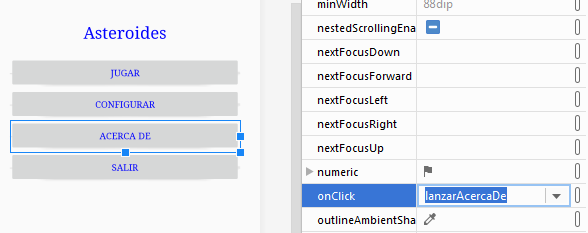 Asteroides
JUGAR
CONFIGURAR
ACERCA DE
SALIR
minWidth 88dip
nestedScrollingEna
nextFocusDown
nextFocusForward
nextFocusLeft
nextFocusRight
nextFocusUp
numeric
onClick lanzarAcercaDe
outlineAmbientSha